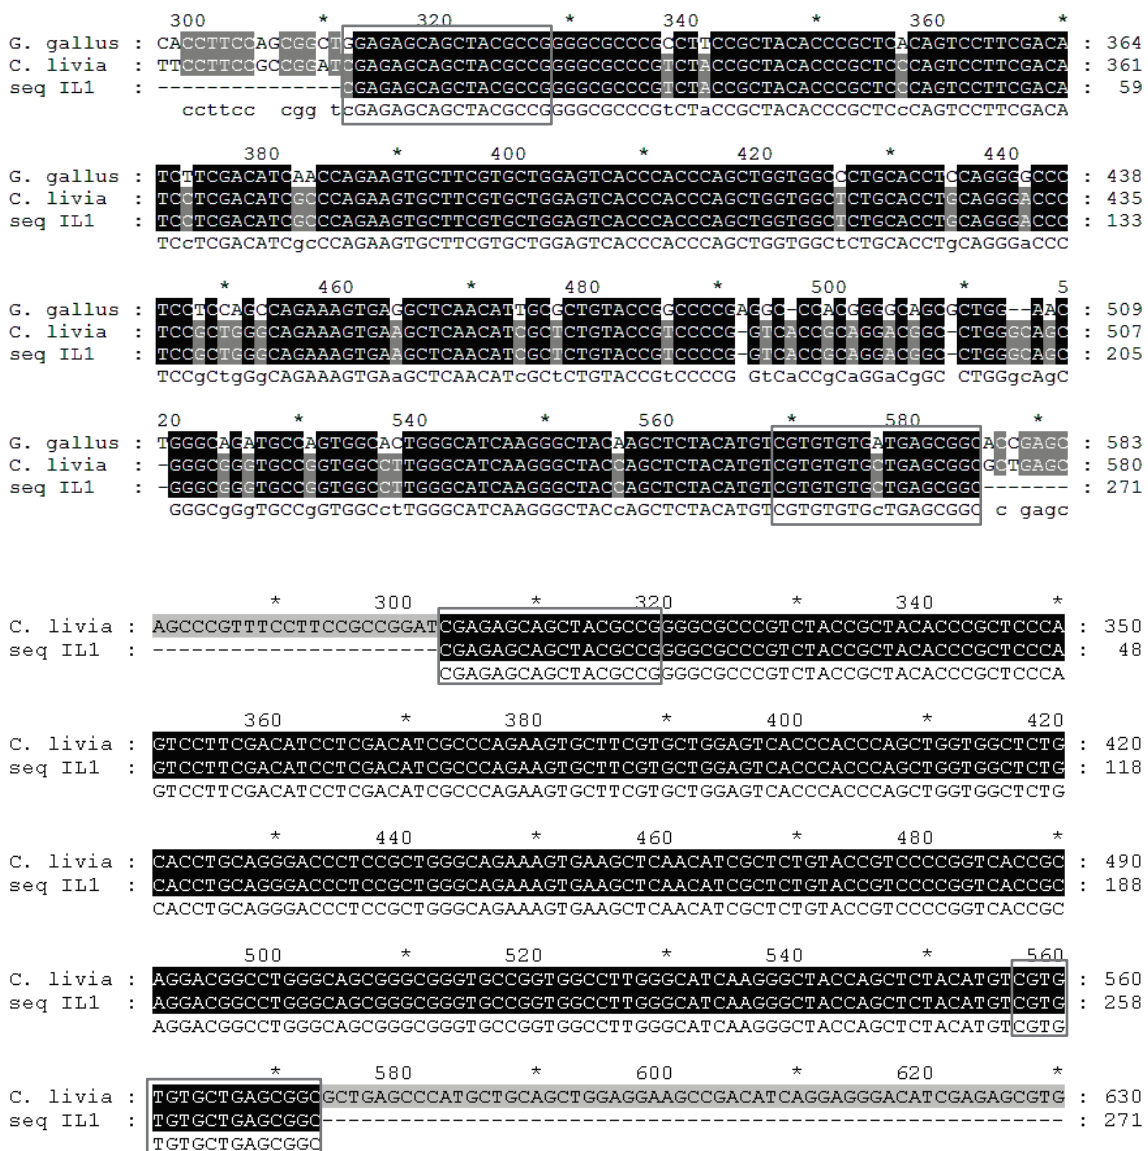 300 * 320 * 340 * 360 *
G. gallus : CACCTTCCAGCGGCTGGAGAGCAGCTACGCCGGGGCGCCCGCCTTCCGCTACACCCGCTCACAGTCCTTCGACA : 364
C. livia : TTCCTTCCGCCGGATCGAGAGCAGCTACGCCGGGGCGCCCGTCTACCGCTACACCCGCTCCCAGTCCTTCGACA : 361
seq IL1 : ---------------CGAGAGCAGCTACGCCGGGGCGCCCGTCTACCGCTACACCCGCTCCCAGTCCTTCGACA : 59
ccttcc cgg tcGAGAGCAGCTACGCCGGGGCGCCCGtCTaCCGCTACACCCGCTCcCAGTCCTTCGACA
380 * 400 * 420 * 440
G. gallus : TCTTCGACATCAACCAGAAGTGCTTCGTGCTGGAGTCACCCACCCAGCTGGTGGCCCTGCACCTCCAGGGGCCC : 438
C. livia : TCCTCGACATCGCCCAGAAGTGCTTCGTGCTGGAGTCACCCACCCAGCTGGTGGCTCTGCACCTGCAGGGACCC : 435
seq IL1 : TCCTCGACATCGCCCAGAAGTGCTTCGTGCTGGAGTCACCCACCCAGCTGGTGGCTCTGCACCTGCAGGGACCC : 133
TCcTCGACATCgcCCAGAAGTGCTTCGTGCTGGAGTCACCCACCCAGCTGGTGGCtCTGCACCTgCAGGGaCCC
* 460 * 480 * 500 * 5
G. gallus : TCCTCCAGCCAGAAAGTGAGGCTCAACATTGCGCTGTACCGGCCCCGAGGC-CCACGGGGCAGCGCTGG--AAC : 509
C. livia : TCCGCTGGGCAGAAAGTGAAGCTCAACATCGCTCTGTACCGTCCCCG-GTCACCGCAGGACGGC-CTGGGCAGC : 507
seq IL1 : TCCGCTGGGCAGAAAGTGAAGCTCAACATCGCTCTGTACCGTCCCCG-GTCACCGCAGGACGGC-CTGGGCAGC : 205
TCCgCtgGgCAGAAAGTGAaGCTCAACATcGCtCTGTACCGtCCCCG GtCaCCgCaGGaCgGC CTGGgcAgC
20 * 540 * 560 * 580 *
G. gallus : TGGGCAGATGCCAGTGGCACTGGGCATCAAGGGCTACAAGCTCTACATGTCGTGTGTGATGAGCGGCACCGAGC : 583
C. livia : -GGGCGGGTGCCGGTGGCCTTGGGCATCAAGGGCTACCAGCTCTACATGTCGTGTGTGCTGAGCGGCGCTGAGC : 580
seq IL1 : -GGGCGGGTGCCGGTGGCCTTGGGCATCAAGGGCTACCAGCTCTACATGTCGTGTGTGCTGAGCGGC------- : 271
GGGCgGgTGCCgGTGGCctTGGGCATCAAGGGCTACcAGCTCTACATGTCGTGTGTGcTGAGCGGC c gagc
* 300 * 320 * 340 *
C. livia : AGCCCGTTTCCTTCCGCCGGATCGAGAGCAGCTACGCCGGGGCGCCCGTCTACCGCTACACCCGCTCCCA : 350
seq IL1 : ----------------------CGAGAGCAGCTACGCCGGGGCGCCCGTCTACCGCTACACCCGCTCCCA : 48
CGAGAGCAGCTACGCCGGGGCGCCCGTCTACCGCTACACCCGCTCCCA
360 * 380 * 400 * 420
C. livia : GTCCTTCGACATCCTCGACATCGCCCAGAAGTGCTTCGTGCTGGAGTCACCCACCCAGCTGGTGGCTCTG : 420
seq IL1 : GTCCTTCGACATCCTCGACATCGCCCAGAAGTGCTTCGTGCTGGAGTCACCCACCCAGCTGGTGGCTCTG : 118
GTCCTTCGACATCCTCGACATCGCCCAGAAGTGCTTCGTGCTGGAGTCACCCACCCAGCTGGTGGCTCTG
* 440 * 460 * 480 *
C. livia : CACCTGCAGGGACCCTCCGCTGGGCAGAAAGTGAAGCTCAACATCGCTCTGTACCGTCCCCGGTCACCGC : 490
seq IL1 : CACCTGCAGGGACCCTCCGCTGGGCAGAAAGTGAAGCTCAACATCGCTCTGTACCGTCCCCGGTCACCGC : 188
CACCTGCAGGGACCCTCCGCTGGGCAGAAAGTGAAGCTCAACATCGCTCTGTACCGTCCCCGGTCACCGC
500 * 520 * 540 * 560
C. livia : AGGACGGCCTGGGCAGCGGGCGGGTGCCGGTGGCCTTGGGCATCAAGGGCTACCAGCTCTACATGTCGTG : 560
seq IL1 : AGGACGGCCTGGGCAGCGGGCGGGTGCCGGTGGCCTTGGGCATCAAGGGCTACCAGCTCTACATGTCGTG : 258
AGGACGGCCTGGGCAGCGGGCGGGTGCCGGTGGCCTTGGGCATCAAGGGCTACCAGCTCTACATGTCGTG
* 580 * 600 * 620 *
C. livia : TGTGCTGAGCGGCGCTGAGCCCATGCTGCAGCTGGAGGAAGCCGACATCAGGAGGGACATCGAGAGCGTG : 630
seq IL1 : TGTGCTGAGCGGC--------------------------------------------------------- : 271
TGTGCTGAGCGGC